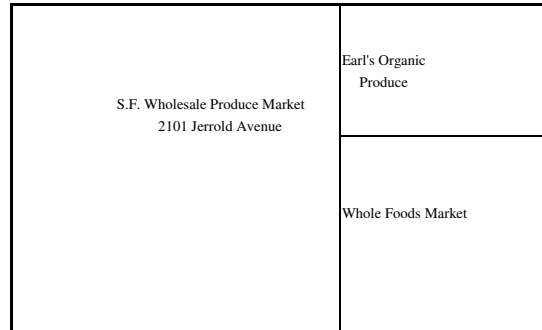 S.F. Wholesale Produce Market
2101 Jerrold Avenue
Earl's Organic
Produce
Whole Foods Market